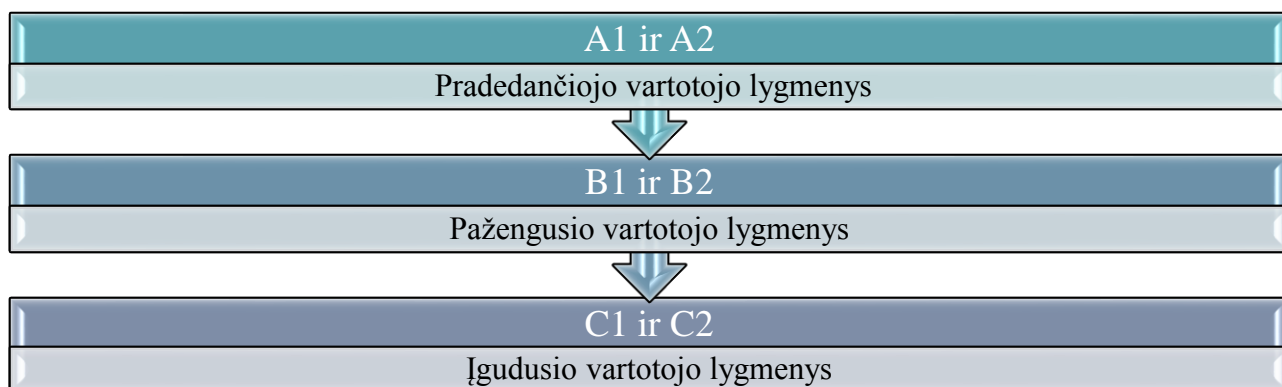 A1 ir A2
Pradedančiojo vartotojo lygmenys
B1 ir B2
Pažengusio vartotojo lygmenys
C1 ir C2
Įgudusio vartotojo lygmenys